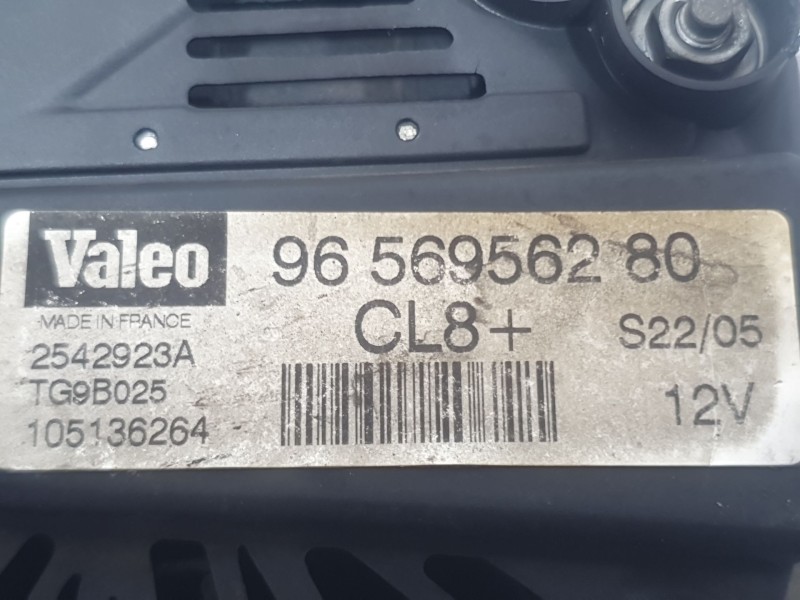 Valeo
96 569562 80
MADE IN FRANCE
CL8+
S22/05
2542923A
TG9B025
12V
105136264